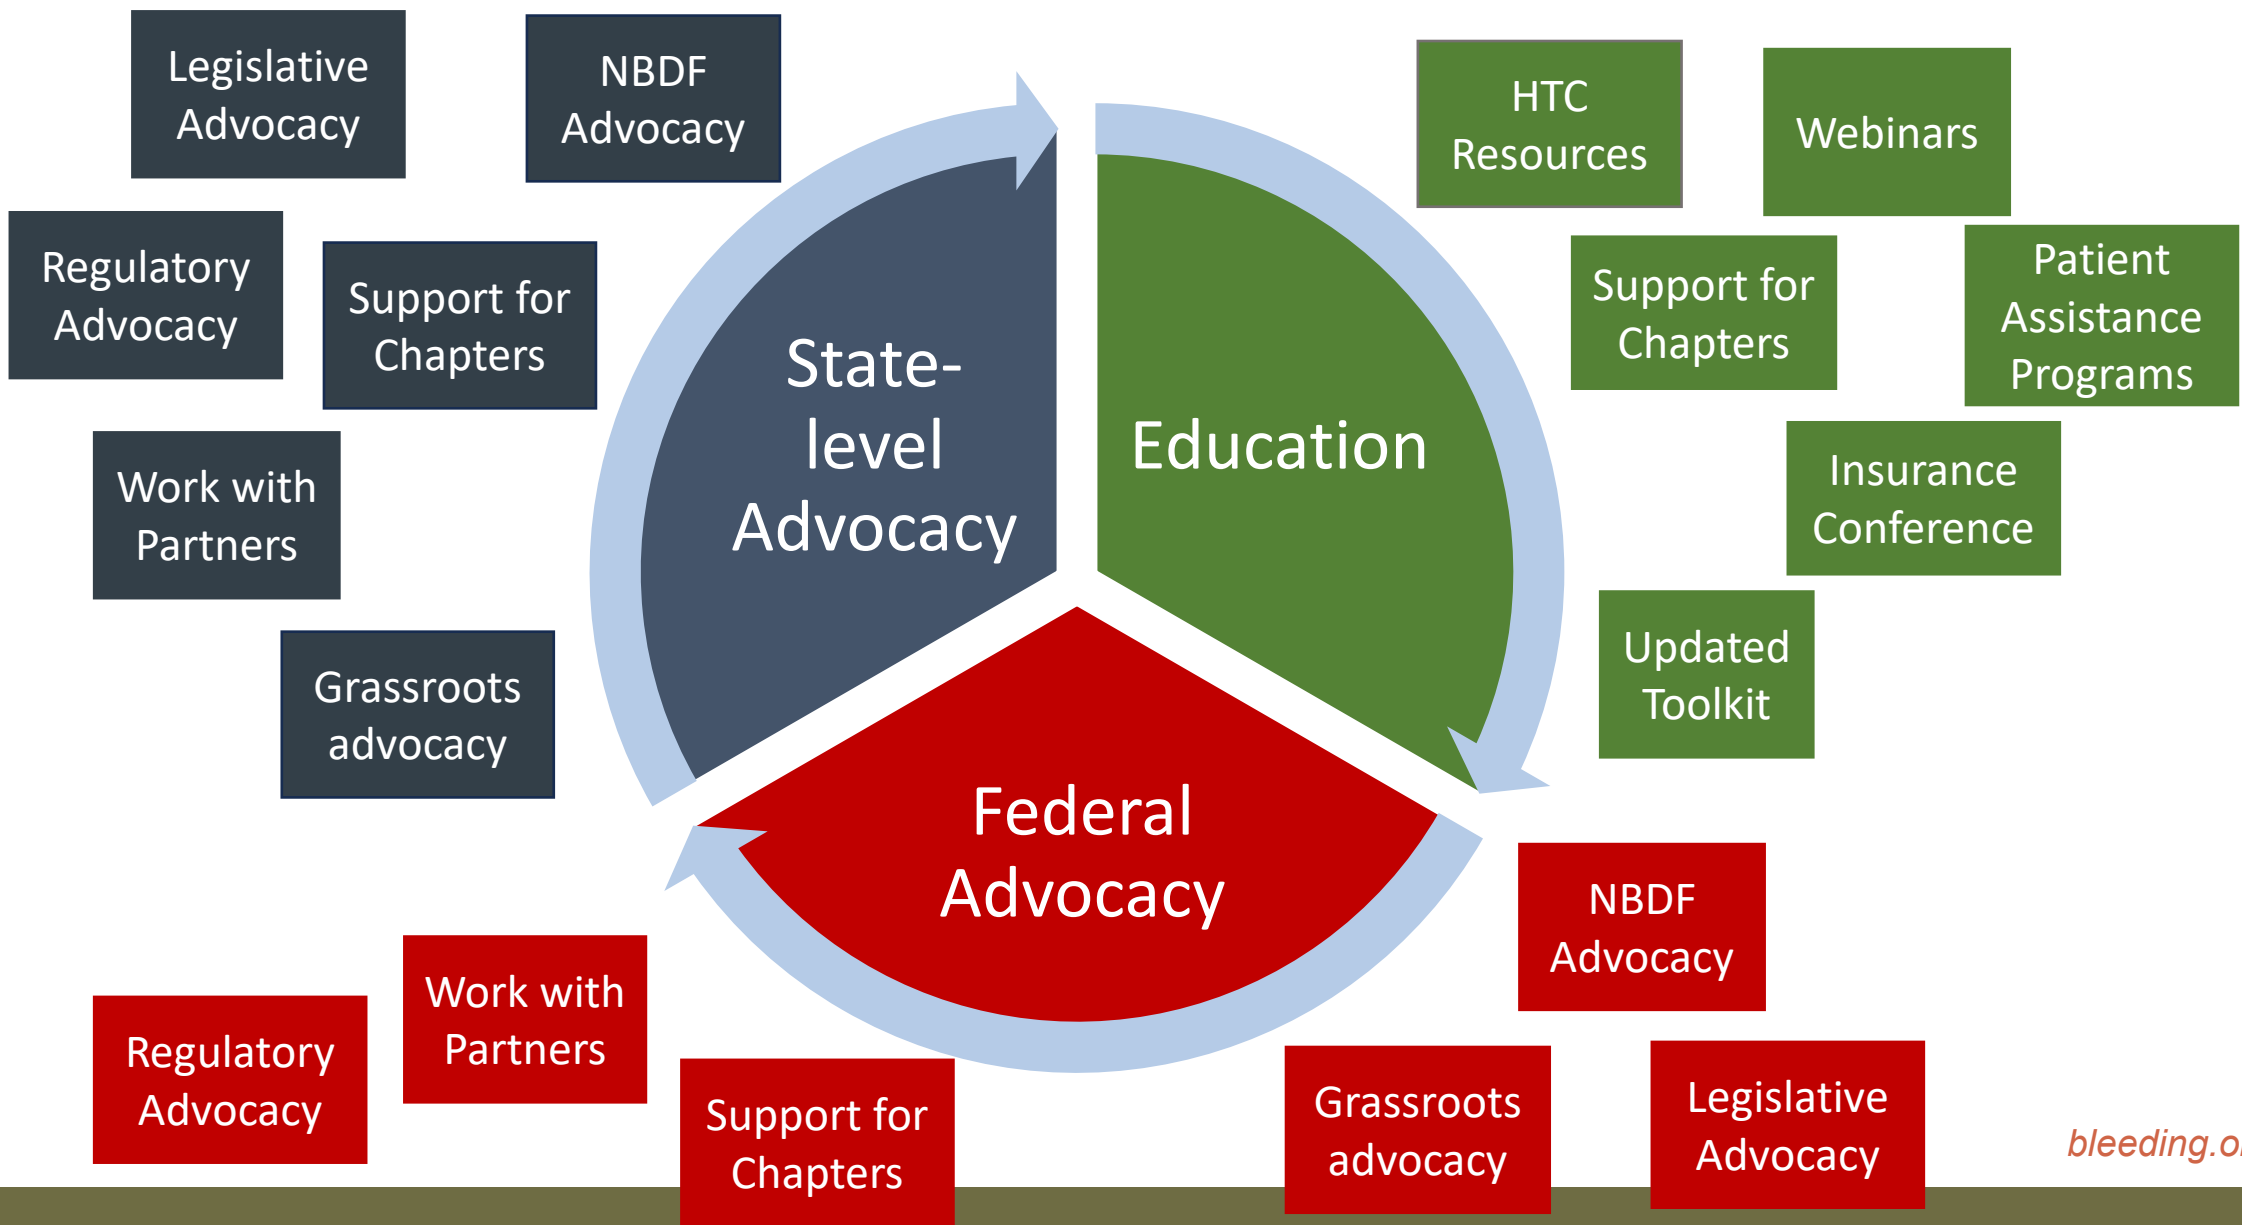 Legislative
Advocacy
NBDF
Advocacy
Regulatory
Advocacy
Support for
Chapters
Work with
Partners
Grassroots
advocacy
State-
level
Advocacy
Education
Federal
Advocacy
HTC
Resources
Webinars
Support for
Chapters
Patient
Assistance
Programs
Insurance
Conference
Updated
Toolkit
NBDF
Advocacy
Regulatory
Advocacy
Work with
Partners
Support for
Chapters
Grassroots
advocacy
Legislative
Advocacy